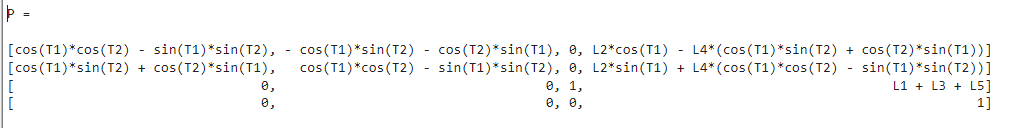 P =
[cos(T1)*cos(T2) - sin(T1)*sin(T2), - cos(T1)*sin(T2) - cos(T2)*sin(T1), 0, L2*cos(T1) - L4*(cos(T1)*sin(T2) + cos(T2)*sin(T1))]
[cos(T1)*sin(T2) + cos(T2)*sin(T1),   cos(T1)*cos(T2) - sin(T1)*sin(T2), 0, L2*sin(T1) + L4*(cos(T1)*cos(T2) - sin(T1)*sin(T2))]
[                                 0,                                    0, 1,                                         L1 + L3 + L5]
[                                 0,                                    0, 0,                                                    1]